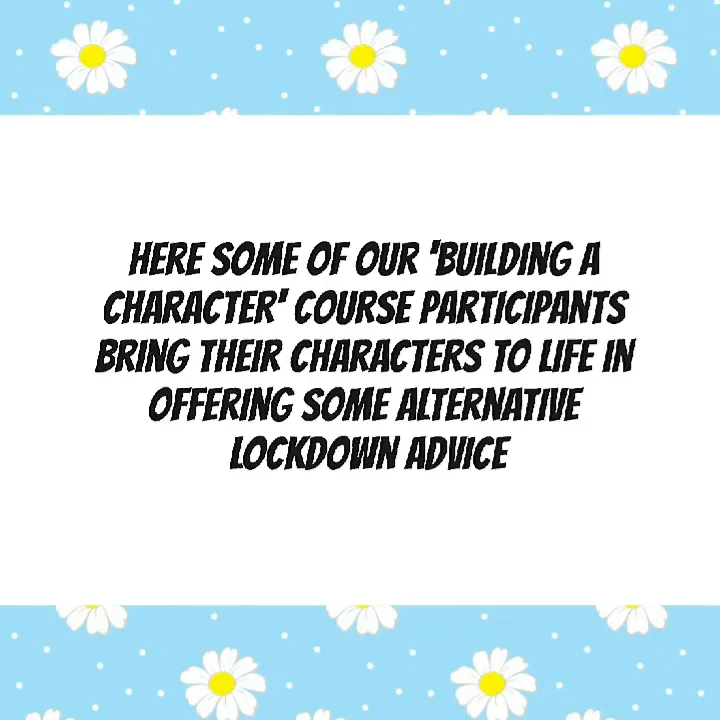 HERE SOME OF OUR 'BUILDING A
CHARACTER' COURSE PARTICIPANTS
BRING THEIR CHARACTERS TO LIFE IN
OFFERING SOME ALTERNATIVE
LOCKDOWN ADVICE